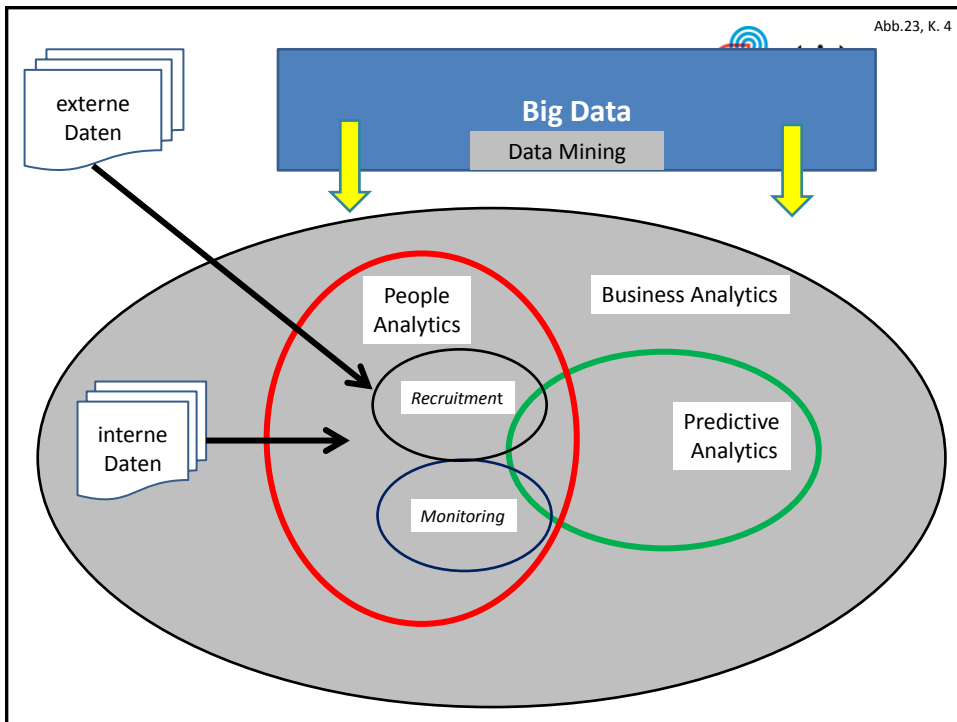 Abb.23, K. 4
externe
Daten
Big Data
Data Mining
People
Analytics
Business Analytics
Recruitment
Predictive
Analytics
interne
Daten
Monitoring